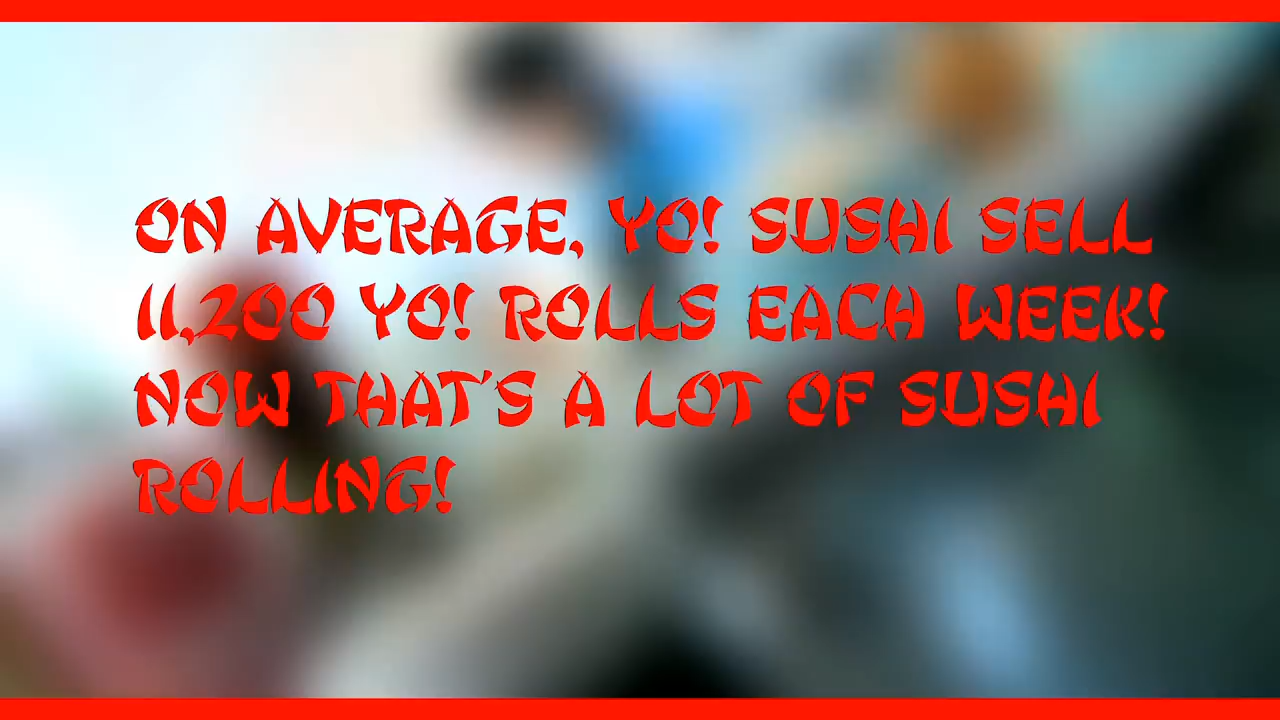 ON AVERAGE, YO! SUSHI SELL
11,200 YO! ROLLS EACH WEEK!
NOW THAT'S A LOT OF SUSHI
ROLLING!